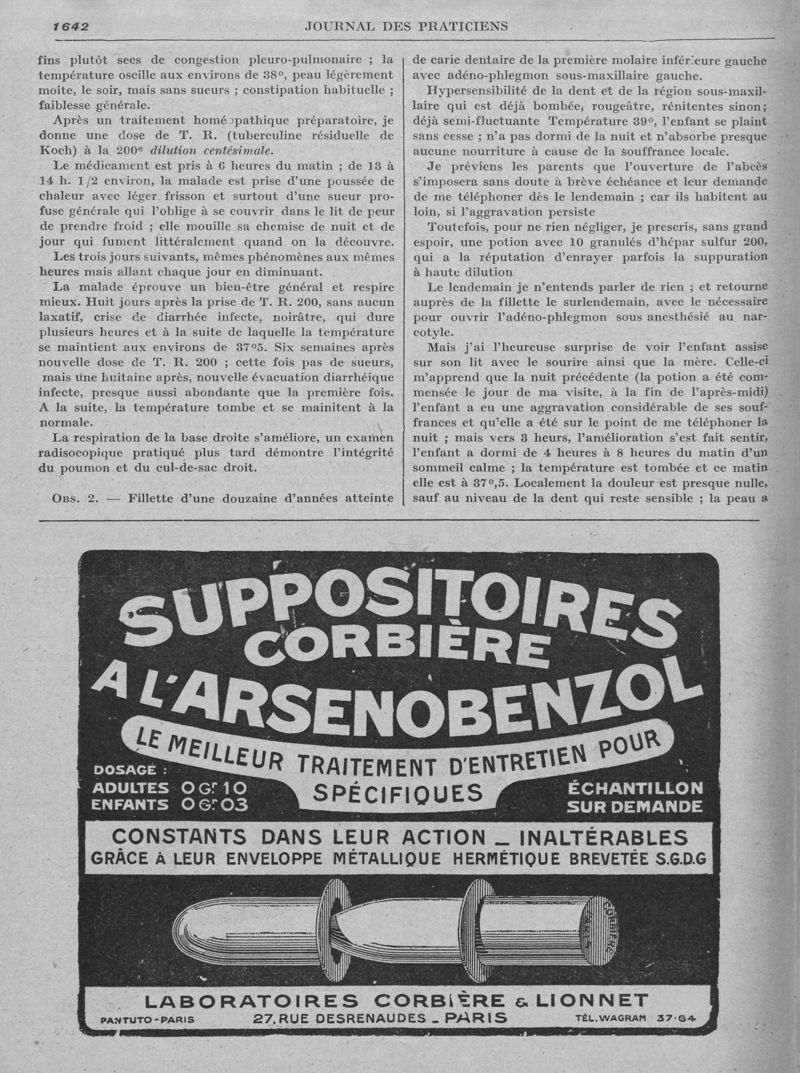 1642
JOURNAL DES PRATICIENS
fins plutôt secs de congestion pleuro-pulmonaire ; la
température oscille aux environs de 38°, peau légèrement
moite, le soir, mais sans sueurs ; constipation habituelle ;
faiblesse générale.
Après un traitement homéopathique préparatoire, je
donne une dose de T. R. (tuberculine résiduelle de
Koch) à la 200e dilution centésimale.
Le médicament est pris à 6 heures du matin ; de 13 à
14 h. 1/2 environ, la malade est prise d'une poussée de
chaleur avec léger frisson et surtout d'une sueur pro-
fuse générale qui l'oblige à se couvrir dans le lit de peur
de prendre froid ; elle mouille sa chemise de nuit et de
jour qui fument littéralement quand on la découvre.
Les trois jours suivants, mêmes phénomènes aux mêmes
heures mais allant chaque jour en diminuant.
La malade éprouve un bien-être général et respire
mieux. Huit jours après la prise de T. R. 200, sans aucun
laxatif, crise de diarrhée infecte, noirâtre, qui dure
plusieurs heures et à la suite de laquelle la température
se maintient aux environs de 37°5. Six semaines après
nouvelle dose de T. R. 200 ; cette fois pas de sueurs,
mais une huitaine après, nouvelle évacuation diarrhéique
infecte, presque aussi abondante que la première fois.
A la suite, la température tombe et se mainitent à la
normale.
La respiration de la base droite s'améliore, un examen
radisocopique pratiqué plus tard démontre l'intégrité
du poumon et du cul-de-sac droit.
OBS. 2. — Fillette d'une douzaine d'années atteinte
de carie dentaire de la première molaire inférieure gauche
avec adéno-phlegmon sous-maxillaire gauche.
Hypersensibilité de la dent et de la région sous-maxil-
laire qui est déjà bombée, rougeâtre, rénitentes sinon;
déjà semi-fluctuante Température 39°, l'enfant se plaint
sans cesse ; n'a pas dormi de la nuit et n'absorbe presque
aucune nourriture à cause de la souffrance locale.
Je préviens les parents que l'ouverture de l'abcès
s'imposera sans doute à brève échéance et leur demande
de me téléphoner dès le lendemain ; car ils habitent au
loin, si l'aggravation persiste
Toutefois, pour ne rien négliger, je prescris, sans grand
espoir, une potion avec 10 granulés d'hépar sulfur 200,
qui a la réputation d'enrayer parfois la suppuration
à haute dilution
Le lendemain je n'entends parler de rien ; et retourne
auprès de la fillette le surlendemain, avec le nécessaire
pour ouvrir l'adéno-phlegmon sous anesthésié au nar-
cotyle.
Mais j'ai l'heureuse surprise de voir l'enfant assise
sur son lit avec le sourire ainsi que la mère. Celle-ci
m'apprend que la nuit précédente (la potion a été com-
mensée le jour de ma visite, à la fin de l'après-midi)
l'enfant a eu une aggravation considérable de ses souf-
frances et qu'elle a été sur le point de me téléphoner la
nuit ; mais vers 3 heurs, l'amélioration s'est fait sentir,
l'enfant a dormi de 4 heures à 8 heures du matin d'un
sommeil calme ; la température est tombée et ce matin
elle est à 37°,5. Localement la douleur est presque nulle,
sauf au niveau de la dent qui reste sensible ; la peau a
SUPPOSITOIRES
CORBIÈRE
A L'ARSENOBENZOL
LE MEILLEUR TRAITEMENT D'ENTRETIEN POUR
SPÉCIFIQUES
DOSAGE :
ADULTES 0 Gr 10
ENFANTS 0 Gr 03
ÉCHANTILLON
SUR DEMANDE
CONSTANTS DANS LEUR ACTION _ INALTÉRABLES
GRÂCE À LEUR ENVELOPPE MÉTALLIQUE HERMÉTIQUE BREVETÉE S.G.D.G
CORBIÈRE
LABORATOIRES CORBIÈRE & LIONNET
PANTUTO-PARIS 27, RUE DESRENAUDES _ PARIS TÉL. WAGRAM 37-64